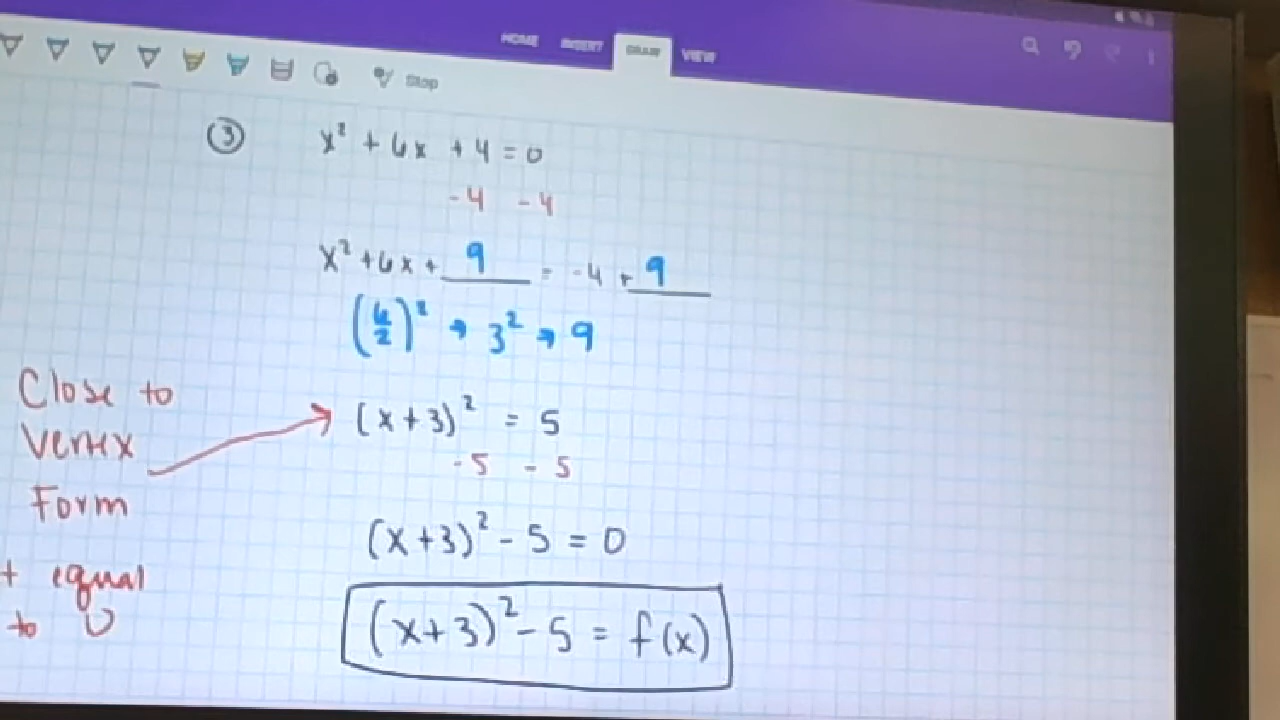 HOME INSERT DRAW VIEW
Stop
③ x² + 6x + 4 = 0
-4 -4
x² + 6x + 9 = -4 + 9
(6/2)² → 3² → 9
Close to
Vertex
Form
(x+3)² = 5
-5 -5
(x+3)² - 5 = 0
equal
to 0
(x+3)² - 5 = f(x)